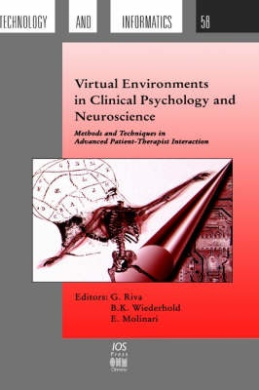 TECHNOLOGY AND INFORMATICS 58
Virtual Environments
in Clinical Psychology and
Neuroscience
Methods and Techniques in
Advanced Patient-Therapist Interaction
Editors: G. Riva
B.K. Wiederhold
E. Molinari
IOS
Press
Ohmsha